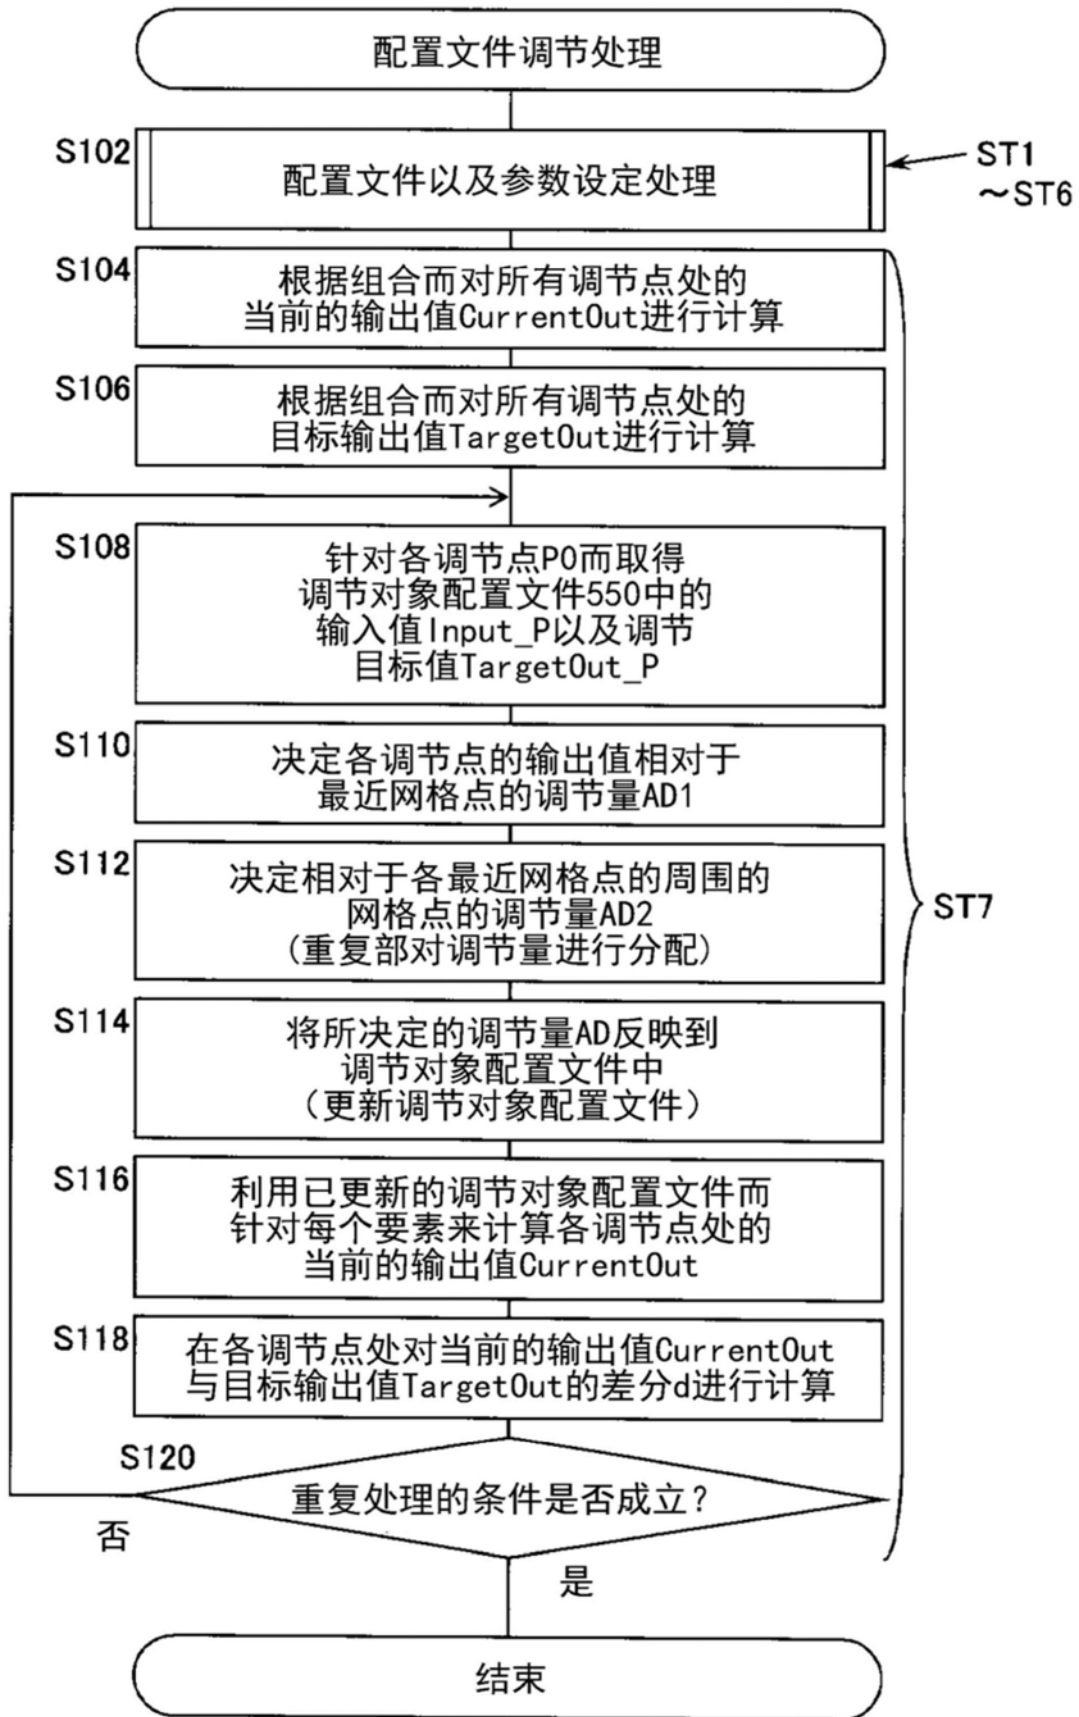 配置文件调节处理
S102
配置文件以及参数设定处理
ST1
～ST6
S104
根据组合而对所有调节点处的
当前的输出值CurrentOut进行计算
S106
根据组合而对所有调节点处的
目标输出值TargetOut进行计算
S108
针对各调节点P0而取得
调节对象配置文件550中的
输入值Input_P以及调节
目标值TargetOut_P
S110
决定各调节点的输出值相对于
最近网格点的调节量AD1
S112
决定相对于各最近网格点的周围的
网格点的调节量AD2
(重复部对调节量进行分配)
ST7
S114
将所决定的调节量AD反映到
调节对象配置文件中
（更新调节对象配置文件）
S116
利用已更新的调节对象配置文件而
针对每个要素来计算各调节点处的
当前的输出值CurrentOut
S118
在各调节点处对当前的输出值CurrentOut
与目标输出值TargetOut的差分d进行计算
S120
重复处理的条件是否成立？
否
是
结束